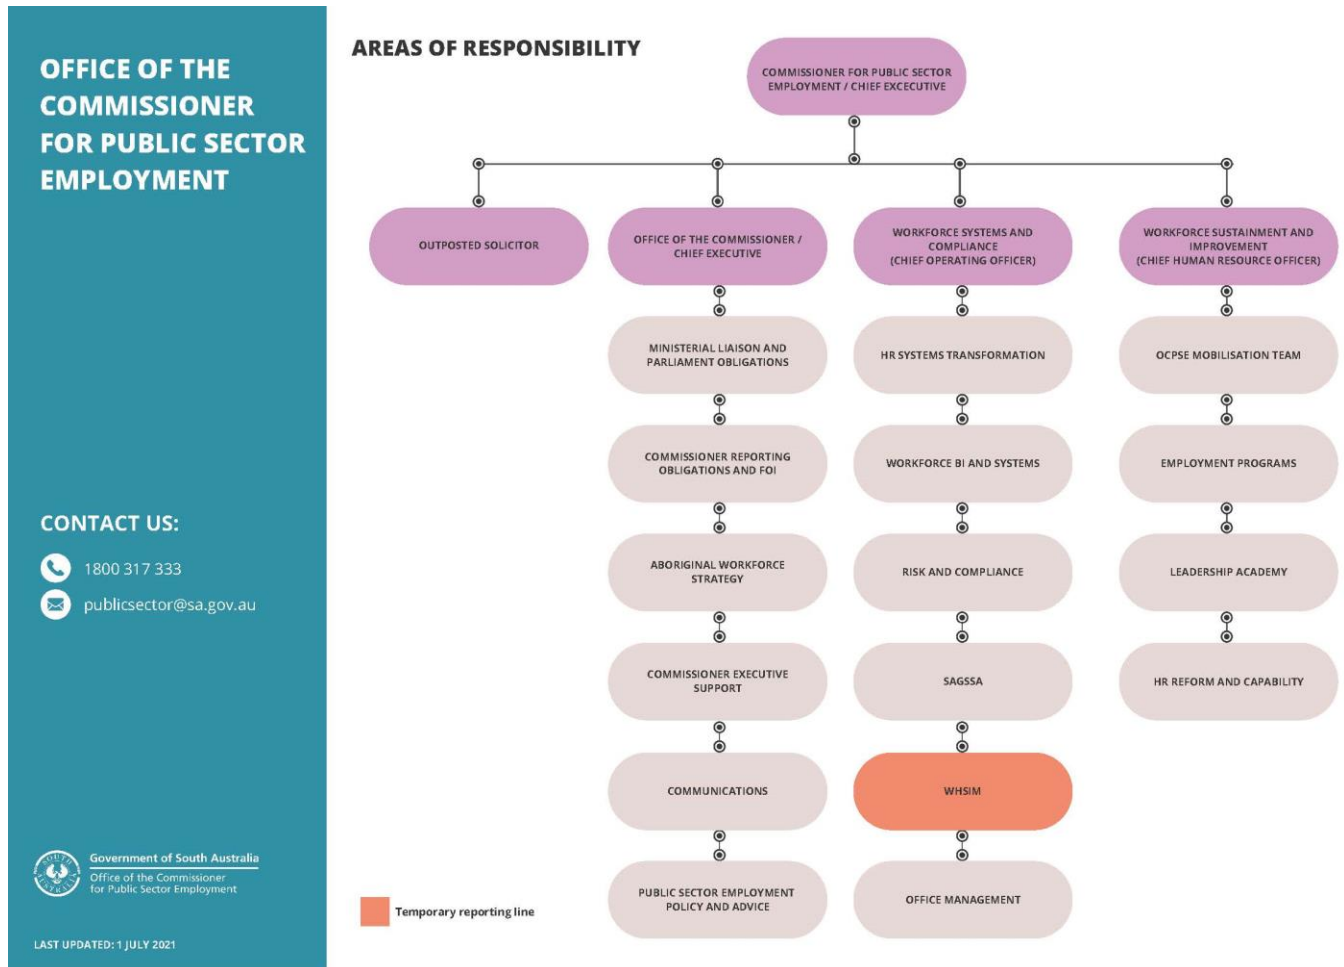 OFFICE OF THE
COMMISSIONER
FOR PUBLIC SECTOR
EMPLOYMENT
CONTACT US:
1800 317 333
publicsector@sa.gov.au
SOUTH
AUSTRALIA
Government of South Australia
Office of the Commissioner
for Public Sector Employment
LAST UPDATED: 1 JULY 2021
AREAS OF RESPONSIBILITY
COMMISSIONER FOR PUBLIC SECTOR
EMPLOYMENT / CHIEF EXCECUTIVE
OUTPOSTED SOLICITOR
OFFICE OF THE COMMISSIONER /
CHIEF EXECUTIVE
MINISTERIAL LIAISON AND
PARLIAMENT OBLIGATIONS
COMMISSIONER REPORTING
OBLIGATIONS AND FOI
ABORIGINAL WORKFORCE
STRATEGY
COMMISSIONER EXECUTIVE
SUPPORT
COMMUNICATIONS
PUBLIC SECTOR EMPLOYMENT
POLICY AND ADVICE
WORKFORCE SYSTEMS AND
COMPLIANCE
(CHIEF OPERATING OFFICER)
HR SYSTEMS TRANSFORMATION
WORKFORCE BI AND SYSTEMS
RISK AND COMPLIANCE
SAGSSA
WHSIM
OFFICE MANAGEMENT
WORKFORCE SUSTAINMENT AND
IMPROVEMENT
(CHIEF HUMAN RESOURCE OFFICER)
OCPSE MOBILISATION TEAM
EMPLOYMENT PROGRAMS
LEADERSHIP ACADEMY
HR REFORM AND CAPABILITY
Temporary reporting line